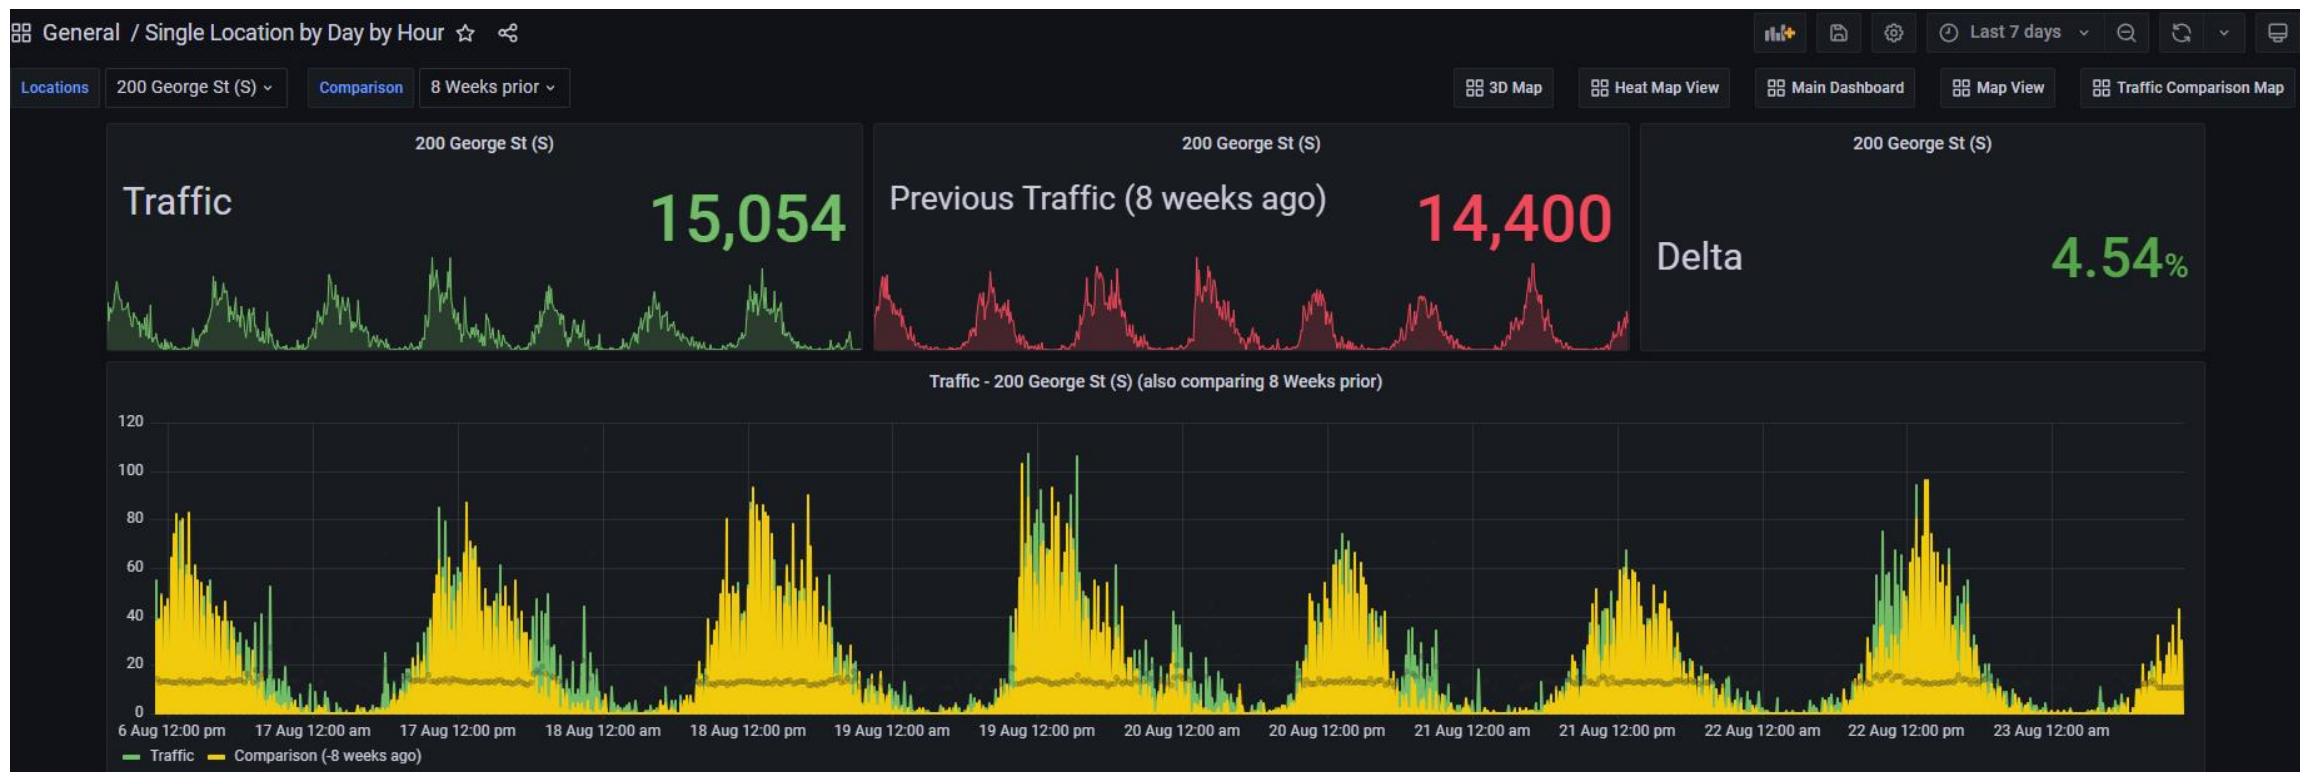 General / Single Location by Day by Hour
Last 7 days
Locations 200 George St (S) Comparison 8 Weeks prior
3D Map Heat Map View Main Dashboard Map View Traffic Comparison Map
200 George St (S)
Traffic
15,054
200 George St (S)
Previous Traffic (8 weeks ago)
14,400
200 George St (S)
Delta
4.54%
Traffic - 200 George St (S) (also comparing 8 Weeks prior)
120
100
80
60
40
20
0
6 Aug 12:00 pm 17 Aug 12:00 am 17 Aug 12:00 pm 18 Aug 12:00 am 18 Aug 12:00 pm 19 Aug 12:00 am 19 Aug 12:00 pm 20 Aug 12:00 am 20 Aug 12:00 pm 21 Aug 12:00 am 21 Aug 12:00 pm 22 Aug 12:00 am 22 Aug 12:00 pm 23 Aug 12:00 am
Traffic Comparison (-8 weeks ago)